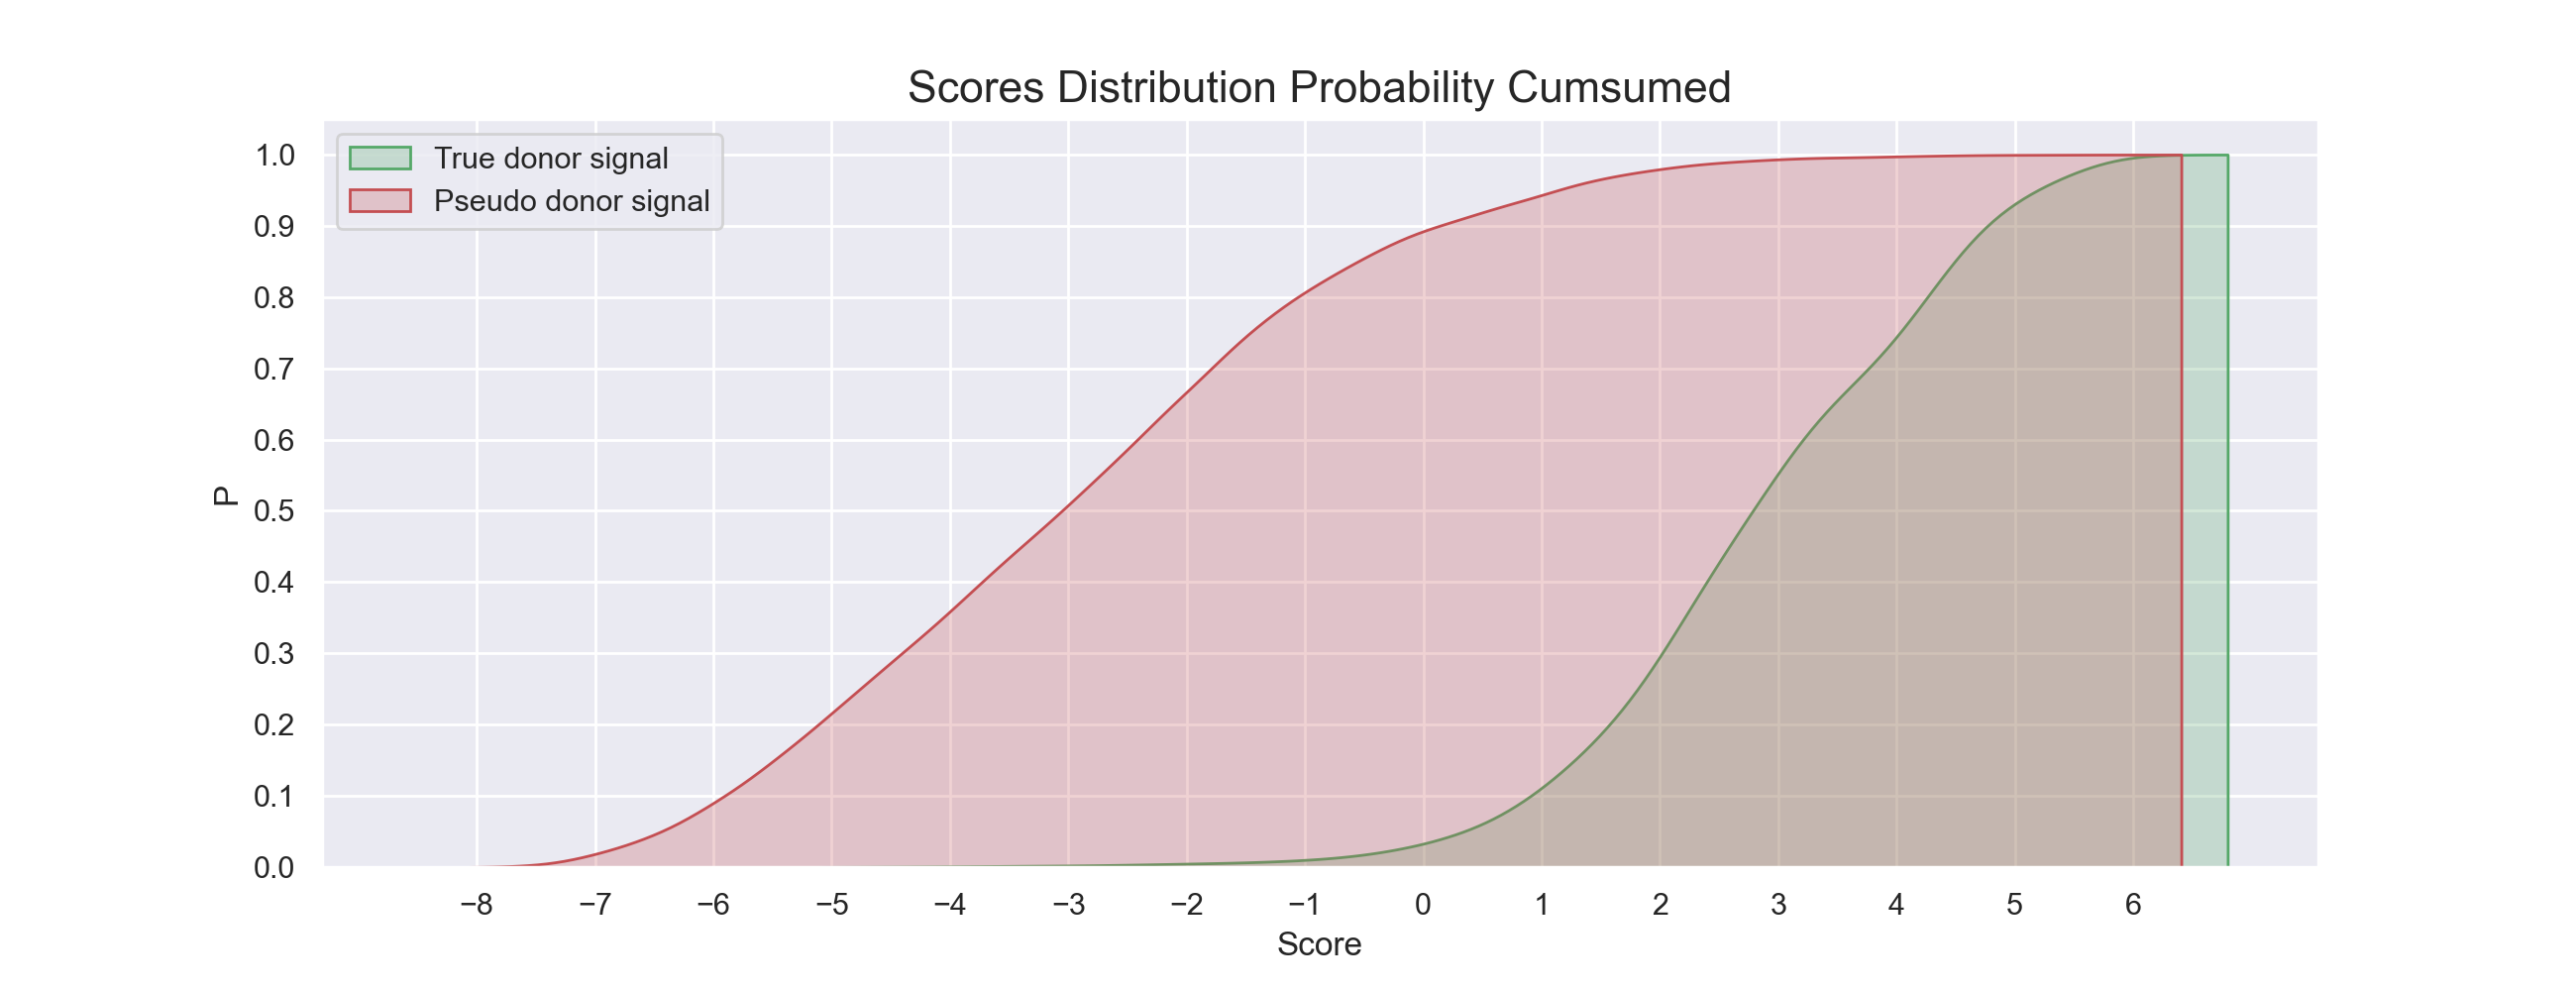 Scores Distribution Probability Cumsumed
True donor signal
Pseudo donor signal
1.0
0.9
0.8
0.7
0.6
0.5
0.4
0.3
0.2
0.1
0.0
P
−8 −7 −6 −5 −4 −3 −2 −1 0 1 2 3 4 5 6
Score